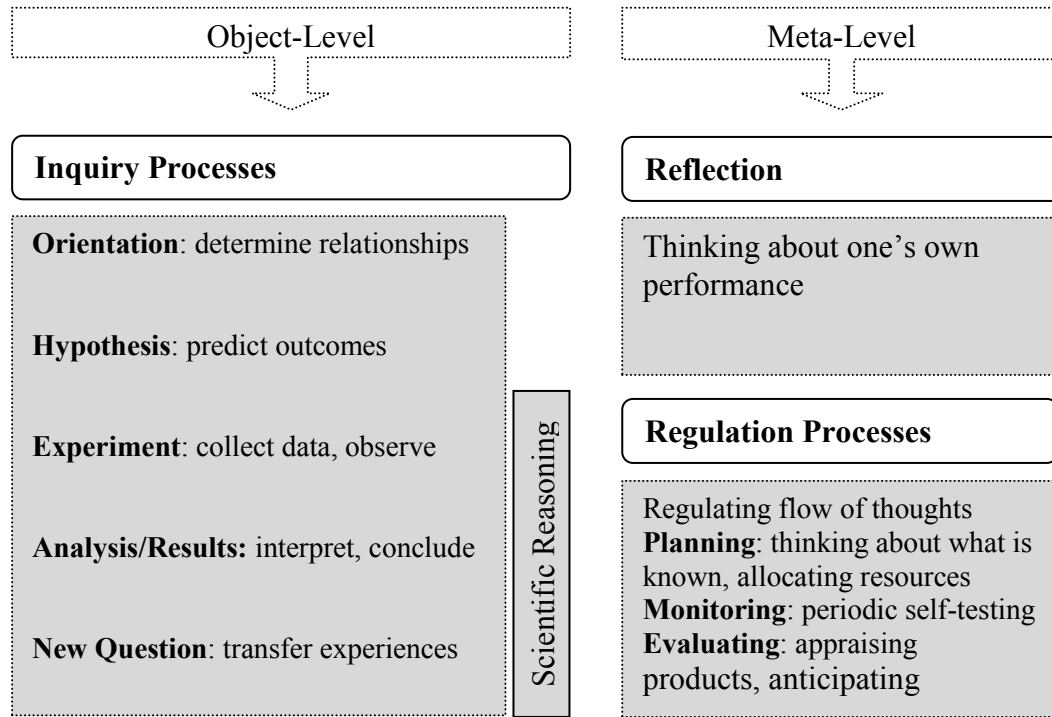 Object-Level
Inquiry Processes
Orientation: determine relationships
Hypothesis: predict outcomes
Experiment: collect data, observe
Analysis/Results: interpret, conclude
New Question: transfer experiences
Scientific Reasoning
Meta-Level
Reflection
Thinking about one’s own
performance
Regulation Processes
Regulating flow of thoughts
Planning: thinking about what is
known, allocating resources
Monitoring: periodic self-testing
Evaluating: appraising
products, anticipating